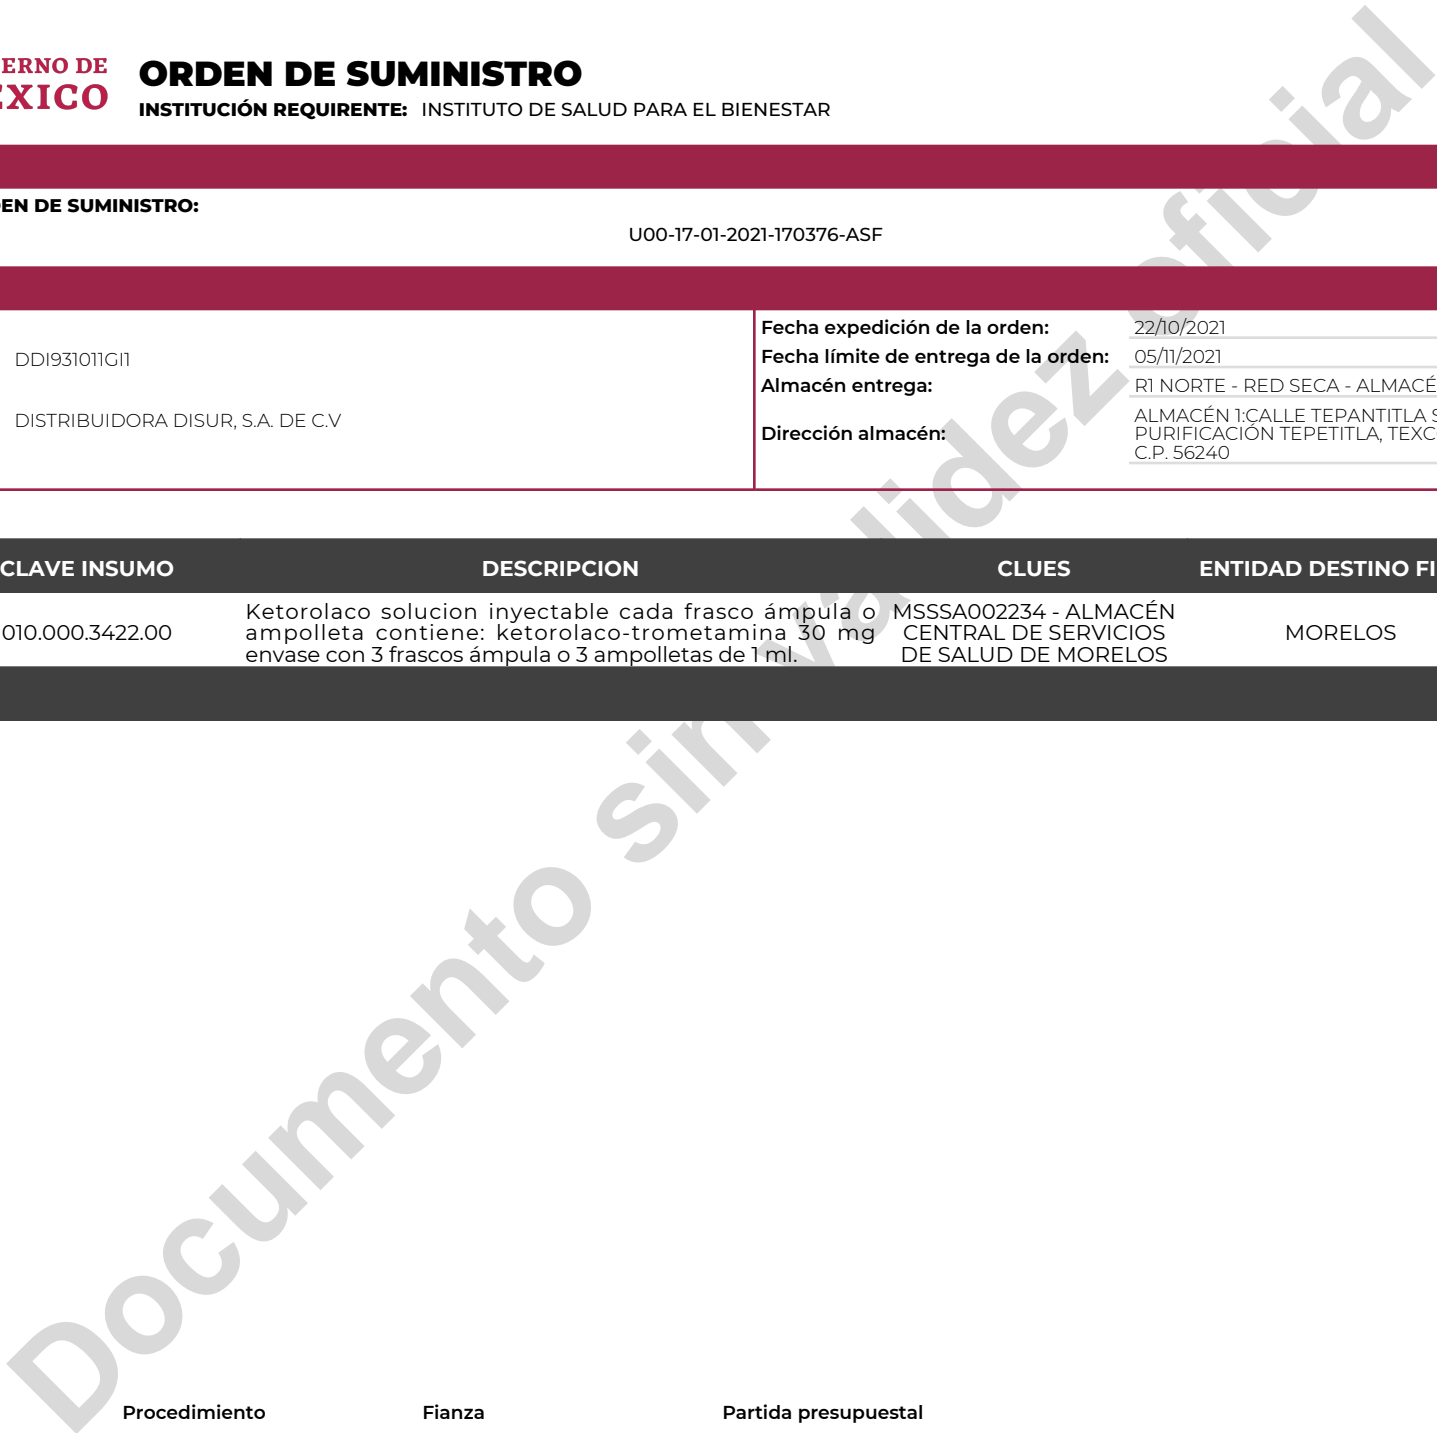 ERNO DE
EXICO
ORDEN DE SUMINISTRO
INSTITUCIÓN REQUIRENTE: INSTITUTO DE SALUD PARA EL BIENESTAR
EN DE SUMINISTRO:
U00-17-01-2021-170376-ASF
DDI931011GI1
DISTRIBUIDORA DISUR, S.A. DE C.V
Fecha expedición de la orden: 22/10/2021
Fecha límite de entrega de la orden: 05/11/2021
Almacén entrega: R1 NORTE - RED SECA - ALMACÉ
Dirección almacén:
ALMACÉN 1:CALLE TEPANTITLA S
PURIFICACIÓN TEPETITLA, TEXC
C.P. 56240
CLAVE INSUMO DESCRIPCION CLUES ENTIDAD DESTINO FI
010.000.3422.00
Ketorolaco solucion inyectable cada frasco ámpula o
ampolleta contiene: ketorolaco-trometamina 30 mg
envase con 3 frascos ámpula o 3 ampolletas de 1 ml.
MSSSA002234 - ALMACÉN
CENTRAL DE SERVICIOS
DE SALUD DE MORELOS
MORELOS
Documento sin validez oficial
Procedimiento Fianza Partida presupuestal